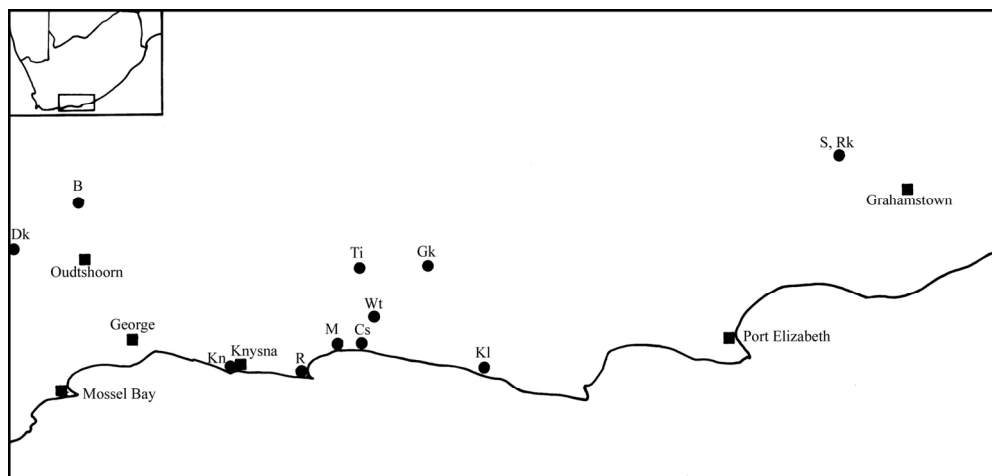 S, Rk
Grahamstown
B
Dk
Oudtshoorn
Ti
Gk
Wt
George
M
Cs
Port Elizabeth
Kn
Knysna
R
Kl
Mossel Bay